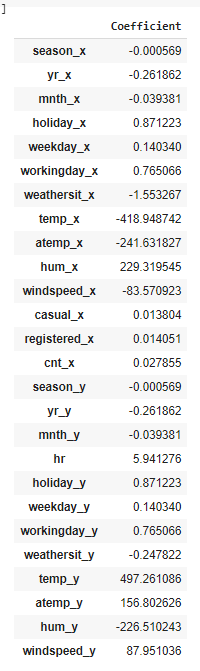 ]
Coefficient
season_x -0.000569
yr_x -0.261862
mnth_x -0.039381
holiday_x 0.871223
weekday_x 0.140340
workingday_x 0.765066
weathersit_x -1.553267
temp_x -418.948742
atemp_x -241.631827
hum_x 229.319545
windspeed_x -83.570923
casual_x 0.013804
registered_x 0.014051
cnt_x 0.027855
season_y -0.000569
yr_y -0.261862
mnth_y -0.039381
hr 5.941276
holiday_y 0.871223
weekday_y 0.140340
workingday_y 0.765066
weathersit_y -0.247822
temp_y 497.261086
atemp_y 156.802626
hum_y -226.510243
windspeed_y 87.951036